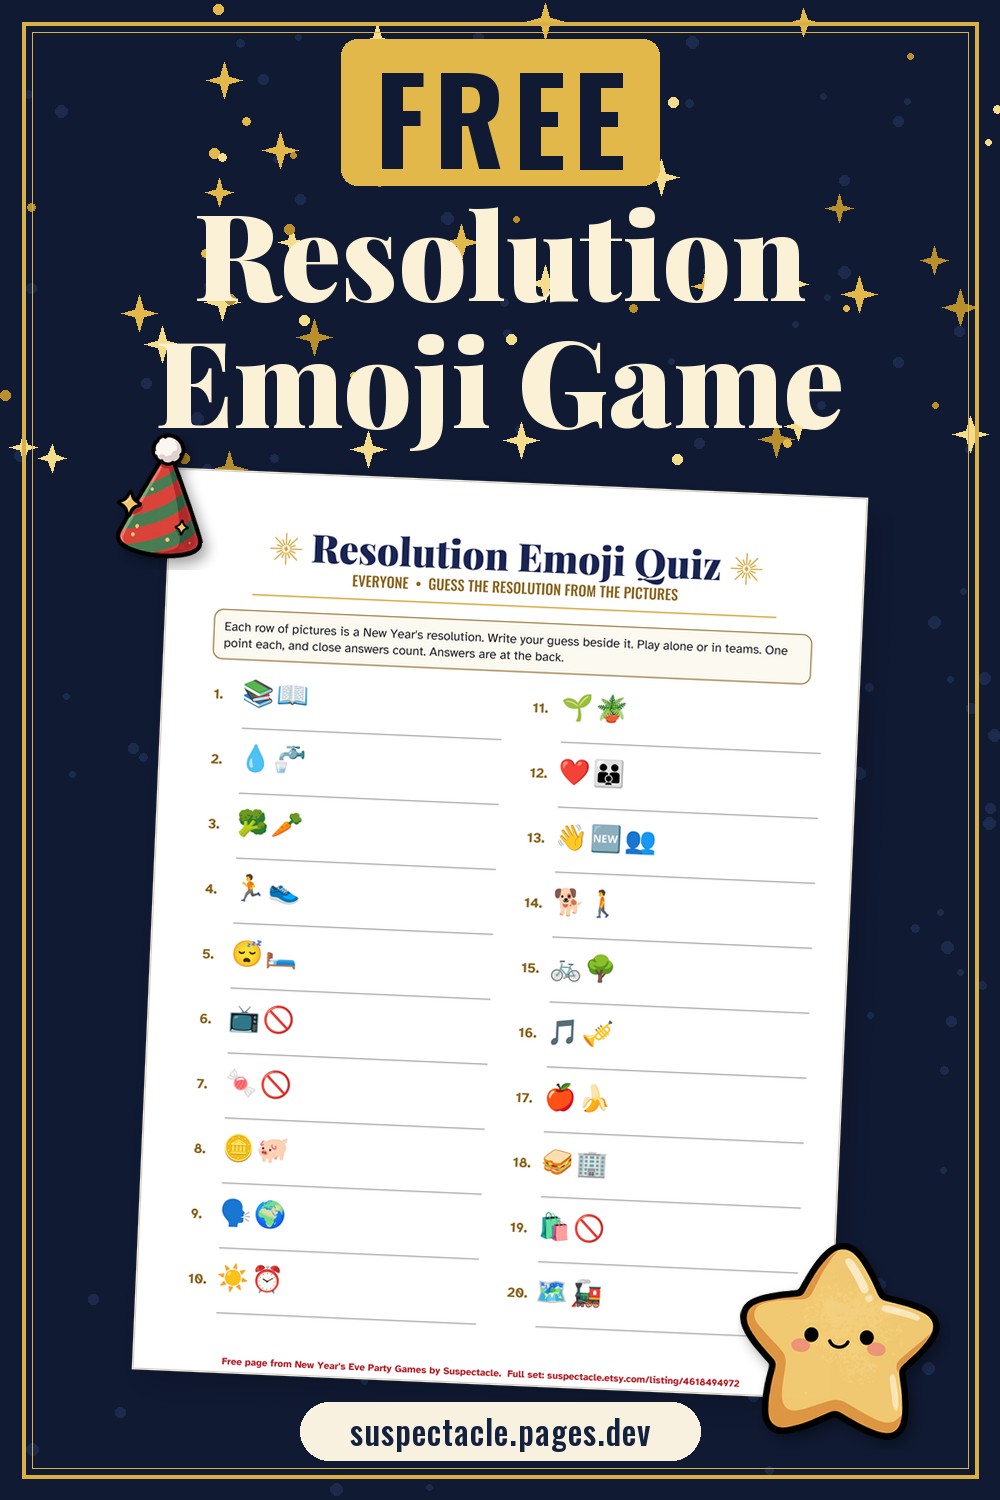 FREE
Resolution
Emoji Game
Resolution Emoji Quiz
EVERYONE • GUESS THE RESOLUTION FROM THE PICTURES
Each row of pictures is a New Year's resolution. Write your guess beside it. Play alone or in teams. One
point each, and close answers count. Answers are at the back.
1.
2.
3.
4.
5.
6.
7.
8.
9.
10.
11.
12.
13. NEW
14.
15.
16.
17.
18.
19.
20.
Free page from New Year's Eve Party Games by Suspectacle. Full set: suspectacle.etsy.com/listing/4618494972
suspectacle.pages.dev